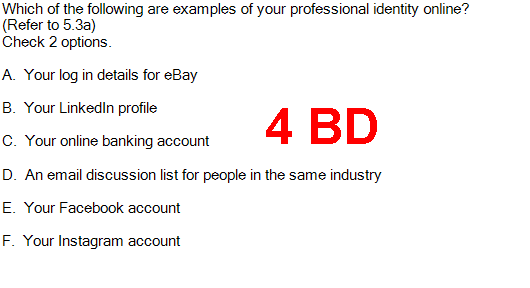 Which of the following are examples of your professional identity online?
(Refer to 5.3a)
Check 2 options.
A. Your log in details for eBay
B. Your LinkedIn profile
4 BD
C. Your online banking account
D. An email discussion list for people in the same industry
E. Your Facebook account
F. Your Instagram account